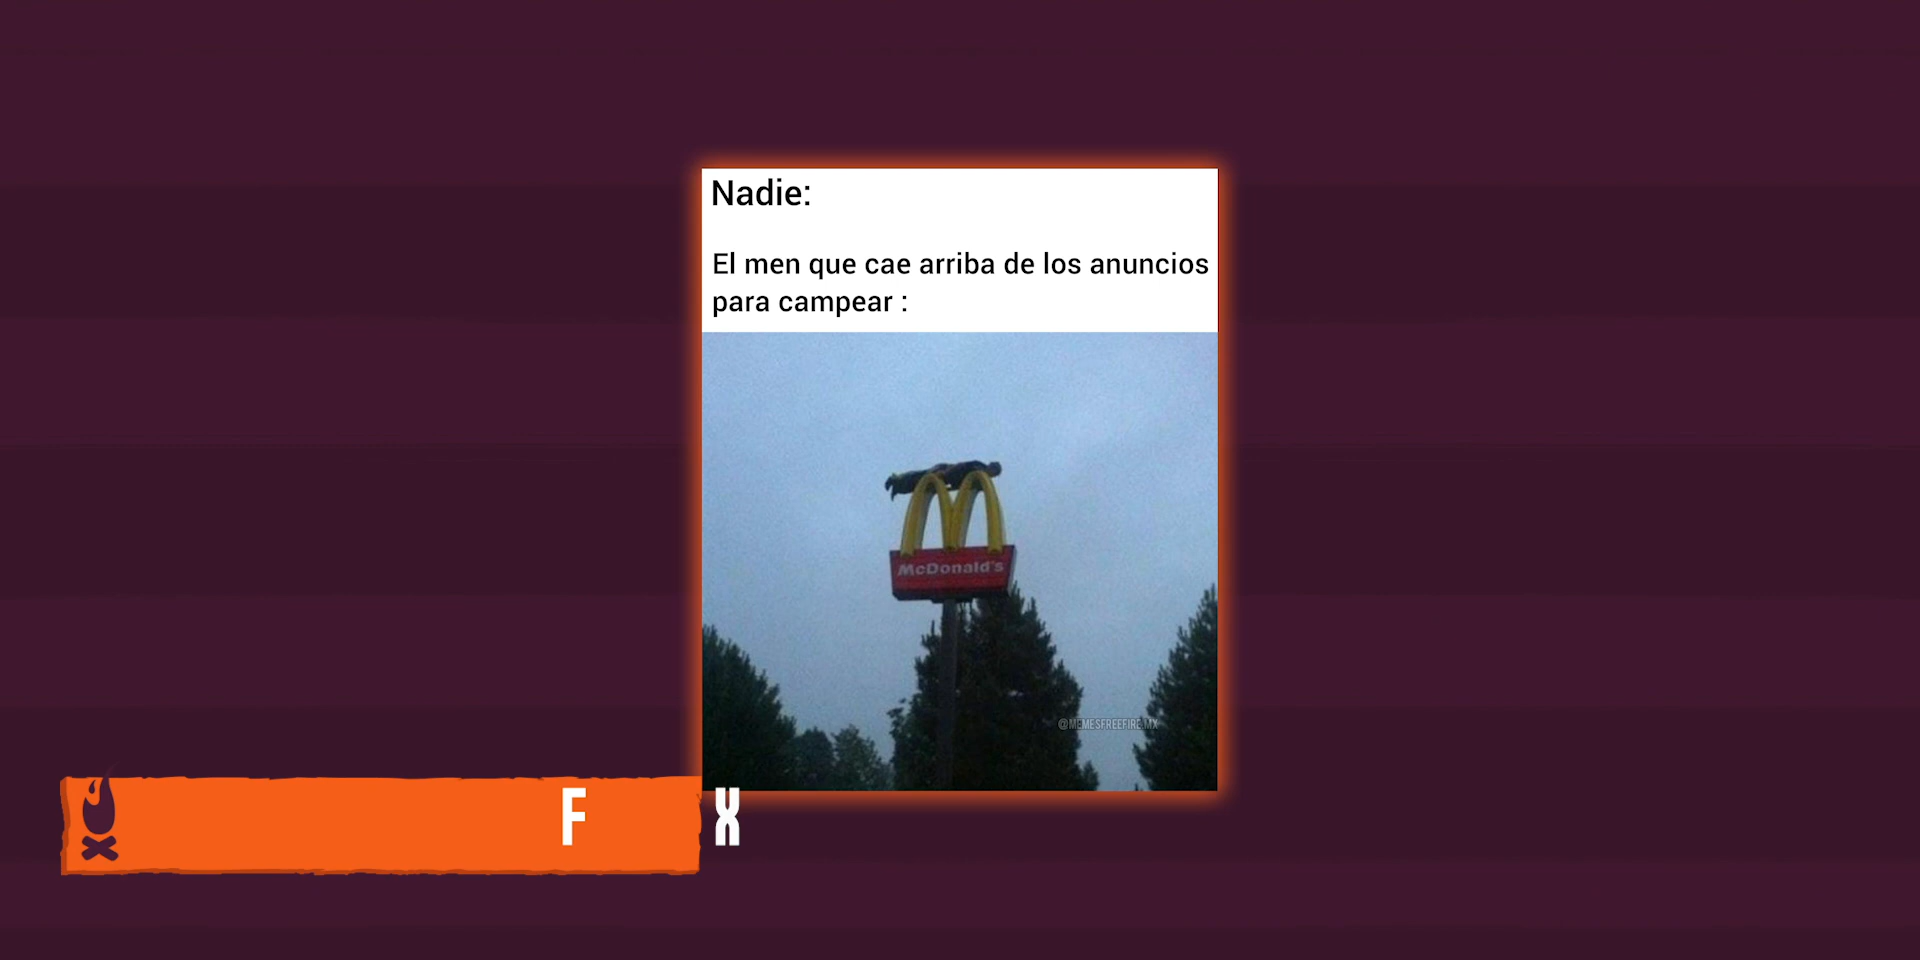 Nadie:
El men que cae arriba de los anuncios
para campear :
McDonald's
@MEMESFREEFIRE.MX
F X